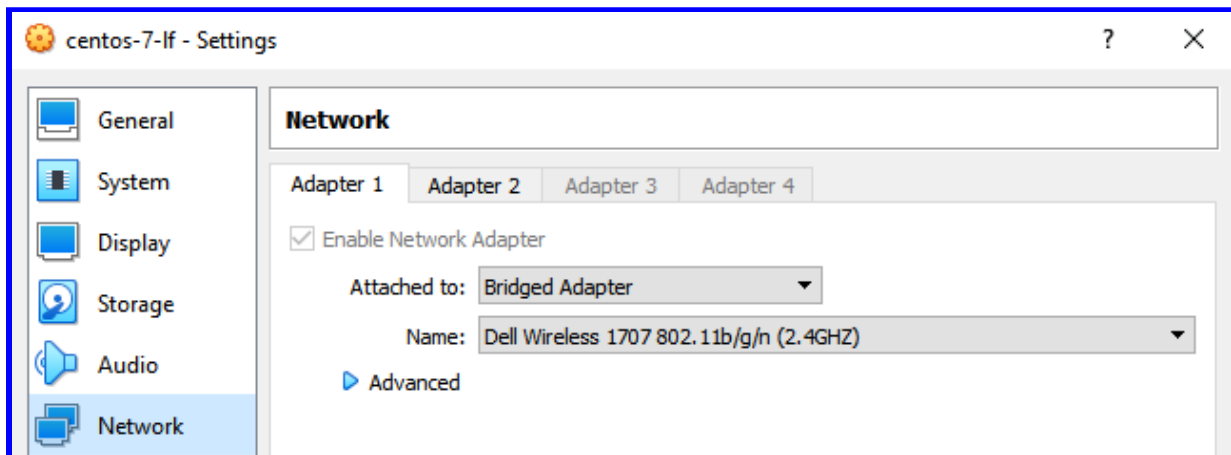 centos-7-lf - Settings
?
General
Network
System
Adapter 1 Adapter 2 Adapter 3 Adapter 4
Display
Enable Network Adapter
Attached to: Bridged Adapter
Storage
Name: Dell Wireless 1707 802.11b/g/n (2.4GHZ)
Audio
Advanced
Network